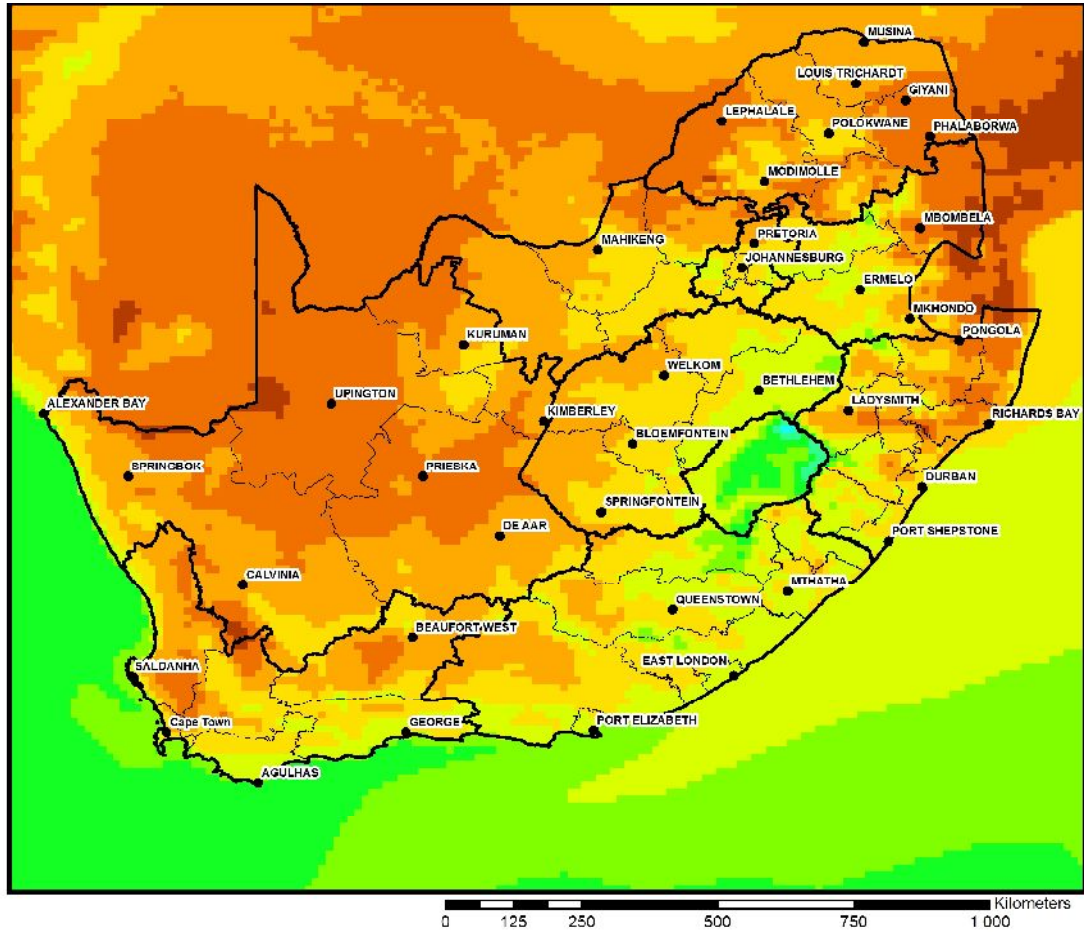 MUSINA
LOUIS TRICHARDT
GIYANI
LEPHALALE
POLOKWANE
PHALABORWA
MODIMOLLE
MBOMBELA
PRETORIA
MAHIKENG
JOHANNESBURG
ERMELO
MKHONDO
KURUMAN
PONGOLA
WELKOM
BETHLEHEM
UPINGTON
ALEXANDER BAY
KIMBERLEY
LADYSMITH
RICHARDS BAY
BLOEMFONTEIN
SPRINGBOK
PRIESKA
DURBAN
SPRINGFONTEIN
DE AAR
PORT SHEPSTONE
CALVINIA
MTHATHA
QUEENSTOWN
BEAUFORT WEST
SALDANHA
EAST LONDON
Cape Town
GEORGE
PORT ELIZABETH
AGULHAS
Kilometers
0 125 250 500 750 1 000